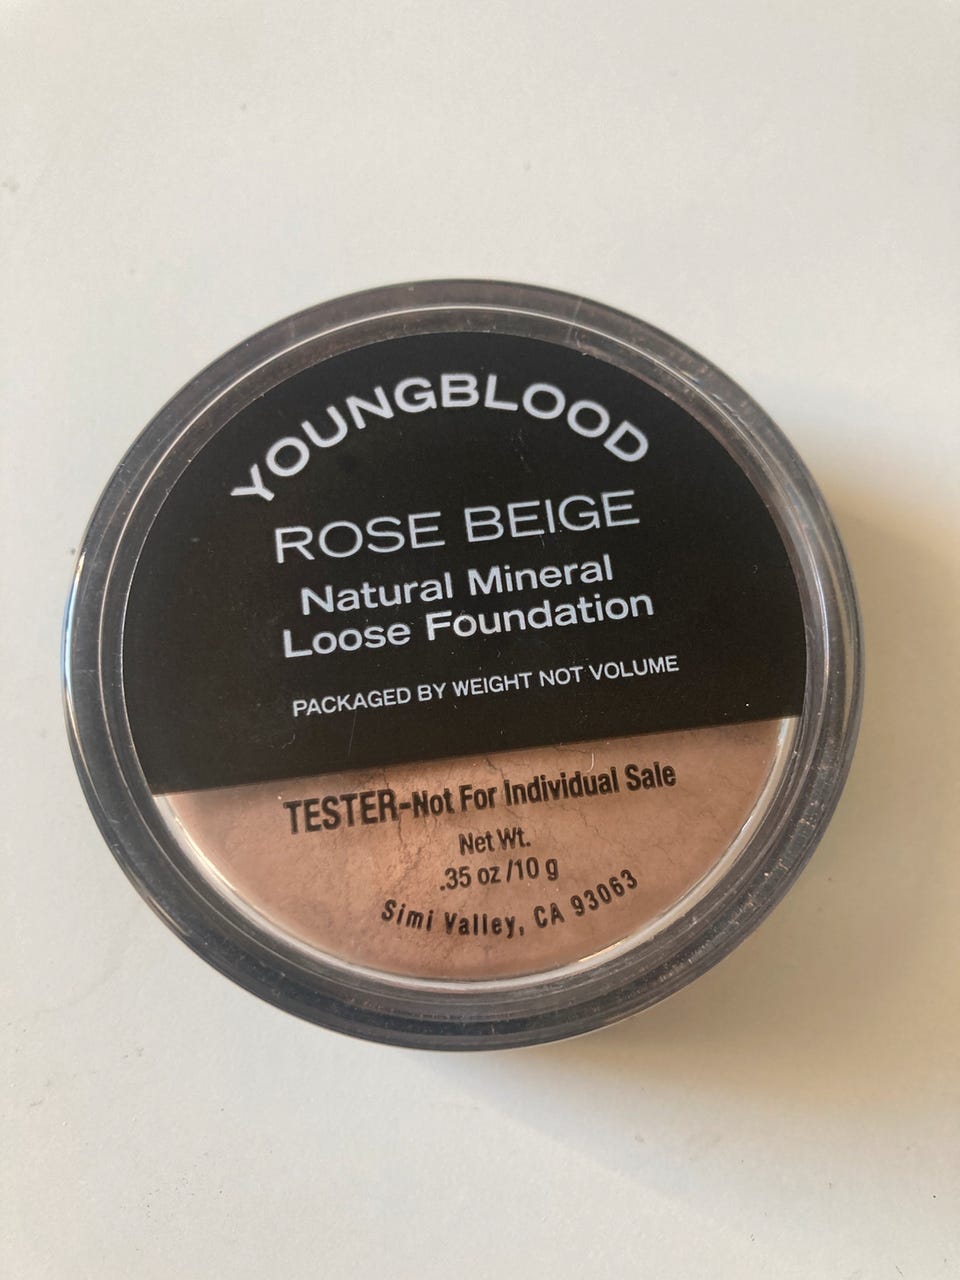 YOUNGBLOOD
ROSE BEIGE
Natural Mineral
Loose Foundation
PACKAGED BY WEIGHT NOT VOLUME
TESTER-Not For Individual Sale
Net Wt.
.35 oz /10 g
Simi Valley, CA 93063